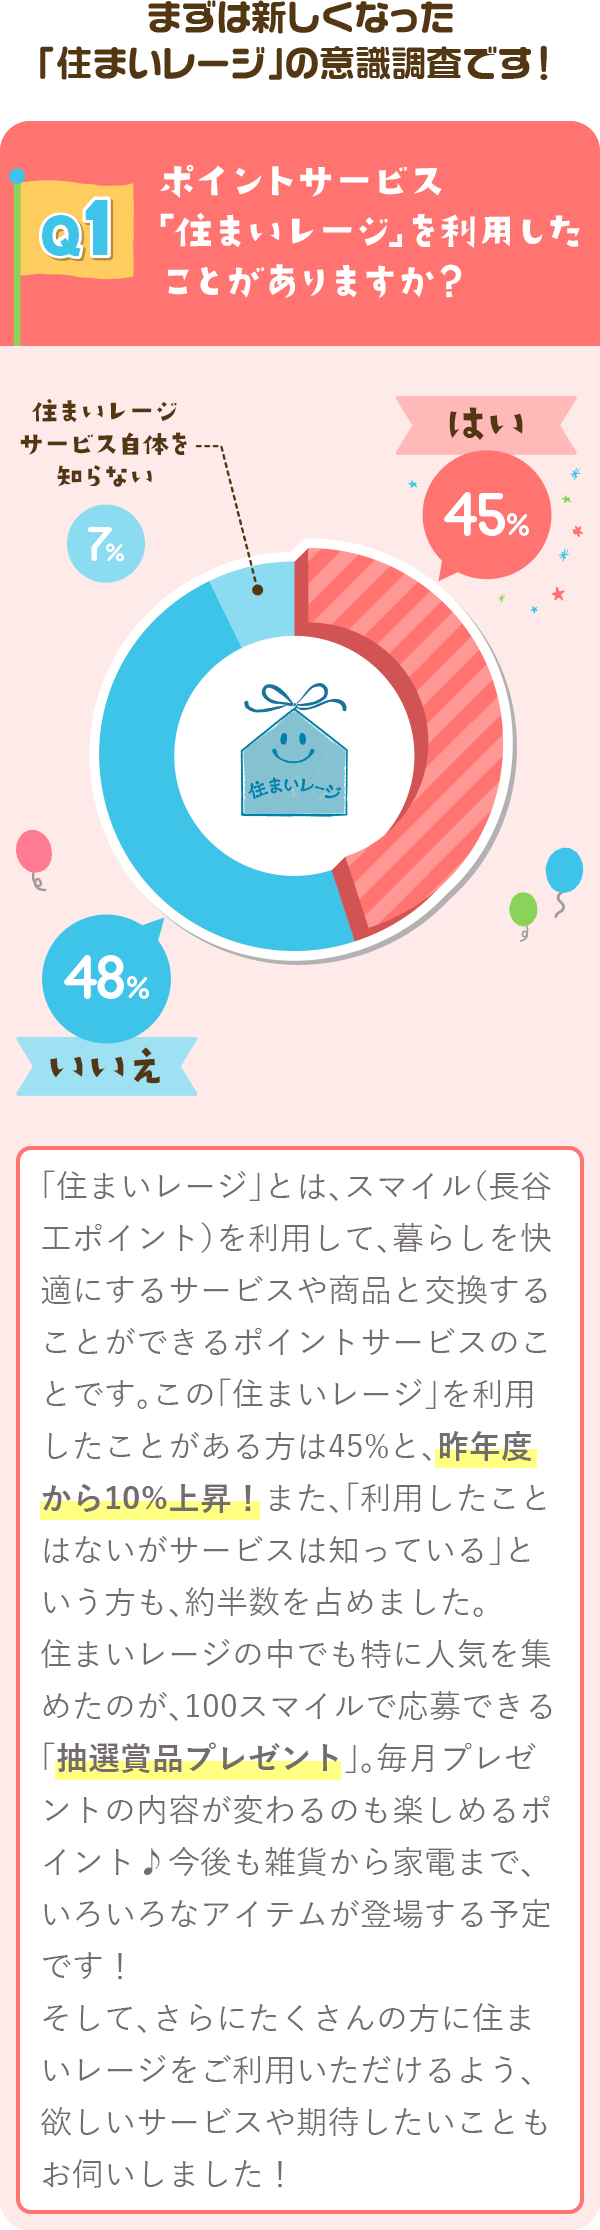 まずは新しくなった
「住まいレージ」の意識調査です！
Q1
ポイントサービス
「住まいレージ」を利用した
ことがありますか？
住まいレージ
サービス自体を
知らない
7%
はい
45%
住まいレージ
48%
いいえ
「住まいレージ」とは、スマイル（長谷
工ポイント）を利用して、暮らしを快
適にするサービスや商品と交換する
ことができるポイントサービスのこ
とです。この「住まいレージ」を利用
したことがある方は45%と、昨年度
から10%上昇！また、「利用したこと
はないがサービスは知っている」と
いう方も、約半数を占めました。
住まいレージの中でも特に人気を集
めたのが、100スマイルで応募できる
「抽選賞品プレゼント」。毎月プレゼ
ントの内容が変わるのも楽しめるポ
イント♪今後も雑貨から家電まで、
いろいろなアイテムが登場する予定
です！
そして、さらにたくさんの方に住ま
いレージをご利用いただけるよう、
欲しいサービスや期待したいことも
お伺いしました！